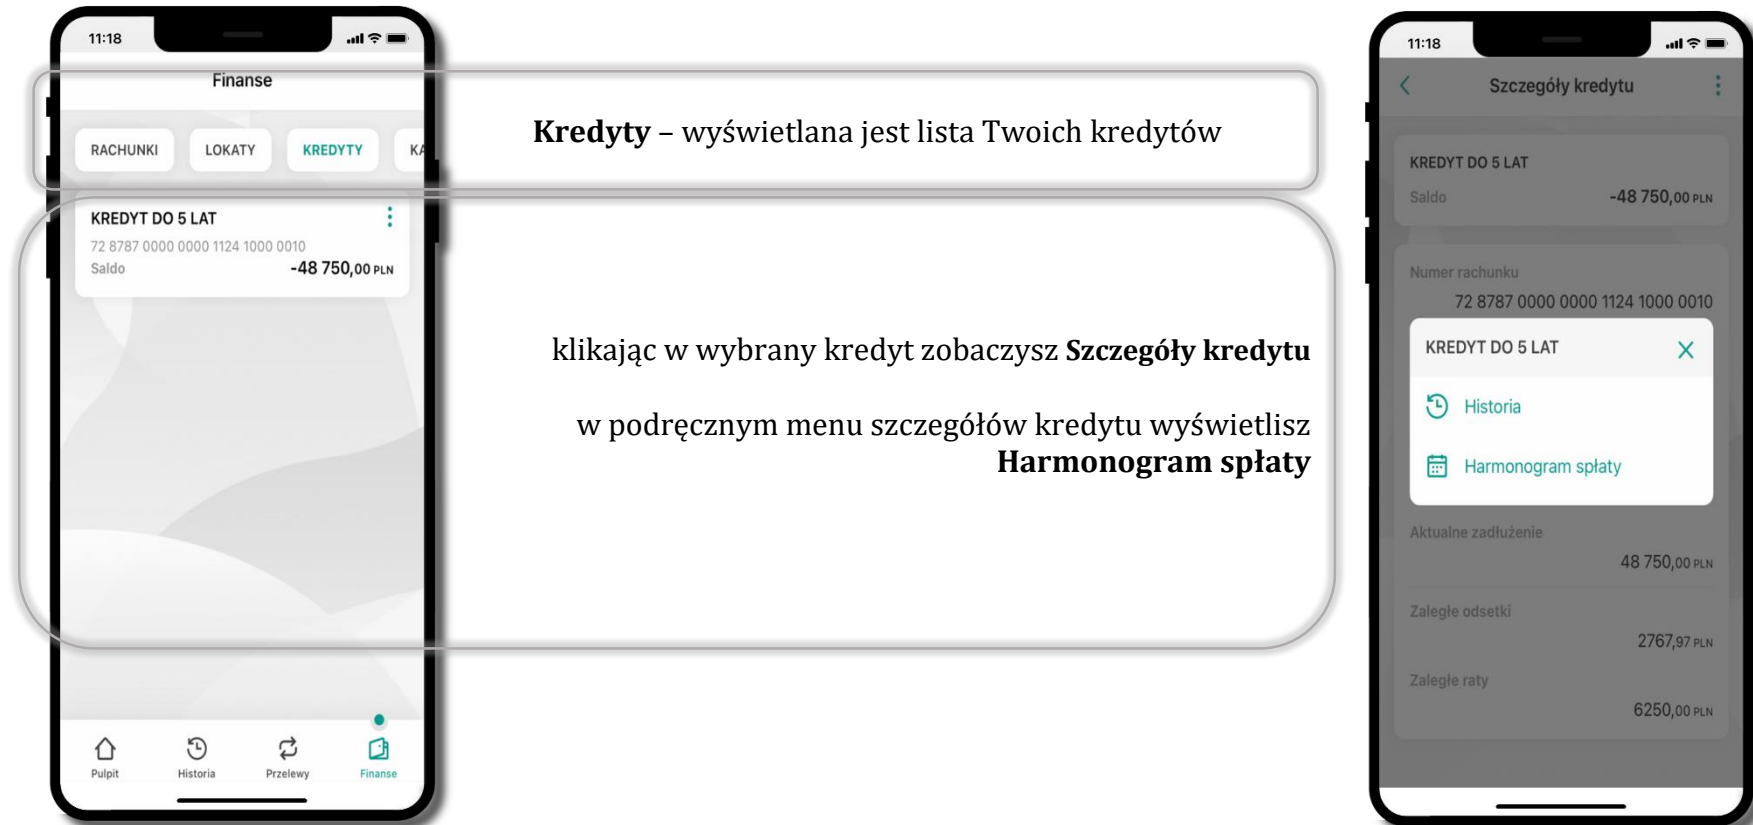 11:18
Finanse
RACHUNKI LOKATY KREDYTY KA
KREDYT DO 5 LAT
72 8787 0000 0000 1124 1000 0010
Saldo -48 750,00 PLN
Pulpit Historia Przelewy Finanse
Kredyty – wyświetlana jest lista Twoich kredytów
klikając w wybrany kredyt zobaczysz Szczegóły kredytu
w podręcznym menu szczegółów kredytu wyświetlisz
Harmonogram spłaty
11:18
Szczegóły kredytu
KREDYT DO 5 LAT
Saldo -48 750,00 PLN
Numer rachunku
72 8787 0000 0000 1124 1000 0010
KREDYT DO 5 LAT
Historia
Harmonogram spłaty
Aktualne zadłużenie
48 750,00 PLN
Zaległe odsetki
2767,97 PLN
Zaległe raty
6250,00 PLN